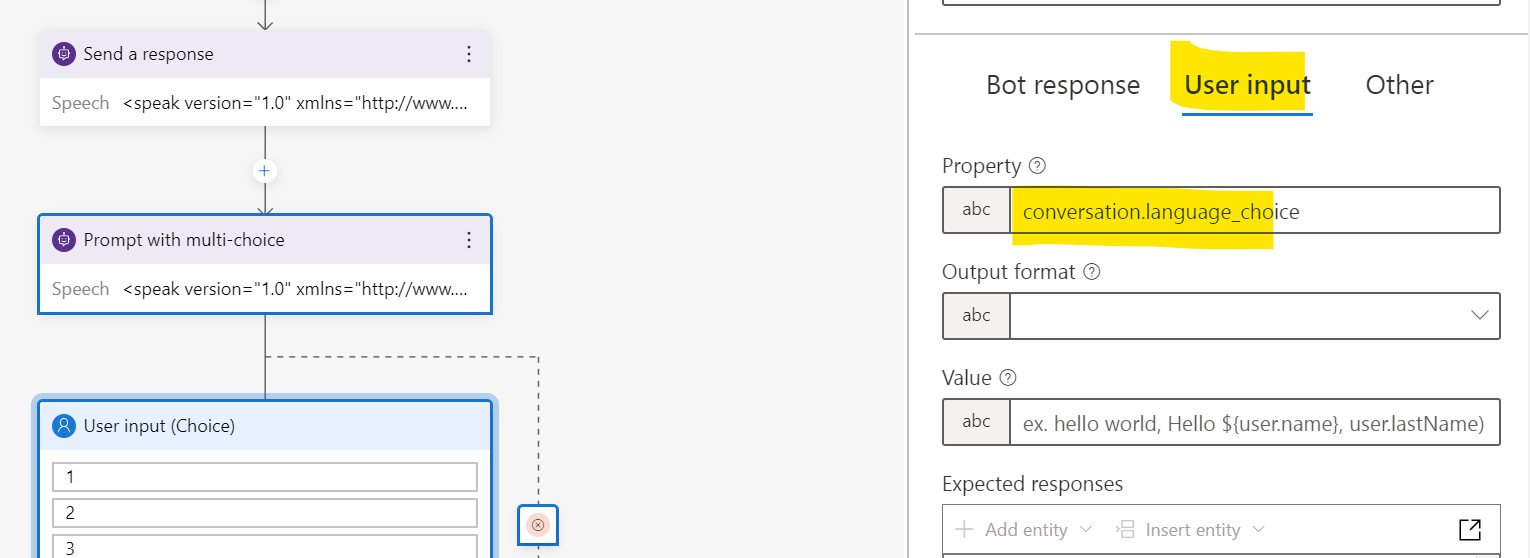 Send a response
Speech <speak version="1.0" xmlns="http://www....
Prompt with multi-choice
Speech <speak version="1.0" xmlns="http://www....
User input (Choice)
1
2
3
Bot response User input Other
Property
abc conversation.language_choice
Output format
abc
Value
abc ex. hello world, Hello ${user.name}, user.lastName)
Expected responses
Add entity Insert entity